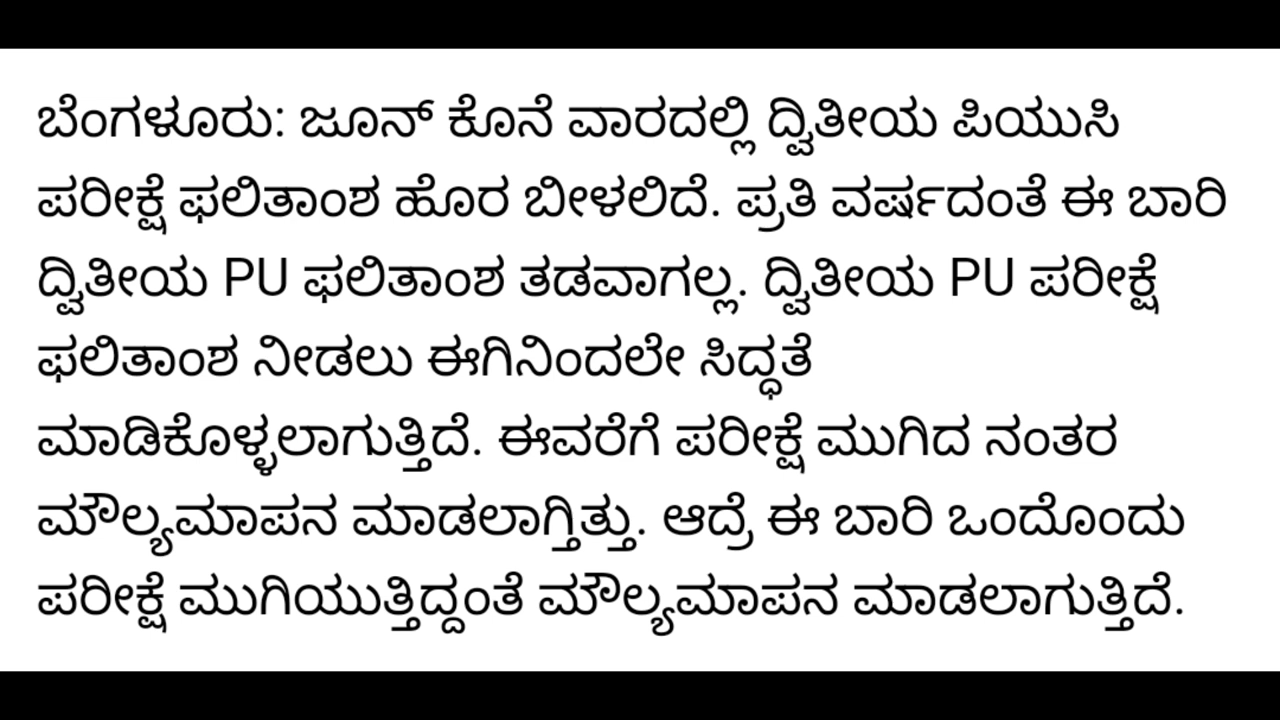 ಬೆಂಗಳೂರು: ಜೂನ್ ಕೊನೆ ವಾರದಲ್ಲಿ ದ್ವಿತೀಯ ಪಿಯುಸಿ
ಪರೀಕ್ಷೆ ಫಲಿತಾಂಶ ಹೊರ ಬೀಳಲಿದೆ. ಪ್ರತಿ ವರ್ಷದಂತೆ ಈ ಬಾರಿ
ದ್ವಿತೀಯ PU ಫಲಿತಾಂಶ ತಡವಾಗಲ್ಲ. ದ್ವಿತೀಯ PU ಪರೀಕ್ಷೆ
ಫಲಿತಾಂಶ ನೀಡಲು ಈಗಿನಿಂದಲೇ ಸಿದ್ಧತೆ
ಮಾಡಿಕೊಳ್ಳಲಾಗುತ್ತಿದೆ. ಈವರೆಗೆ ಪರೀಕ್ಷೆ ಮುಗಿದ ನಂತರ
ಮೌಲ್ಯಮಾಪನ ಮಾಡಲಾಗ್ತಿತ್ತು. ಆದ್ರೆ ಈ ಬಾರಿ ಒಂದೊಂದು
ಪರೀಕ್ಷೆ ಮುಗಿಯುತ್ತಿದ್ದಂತೆ ಮೌಲ್ಯಮಾಪನ ಮಾಡಲಾಗುತ್ತಿದೆ.